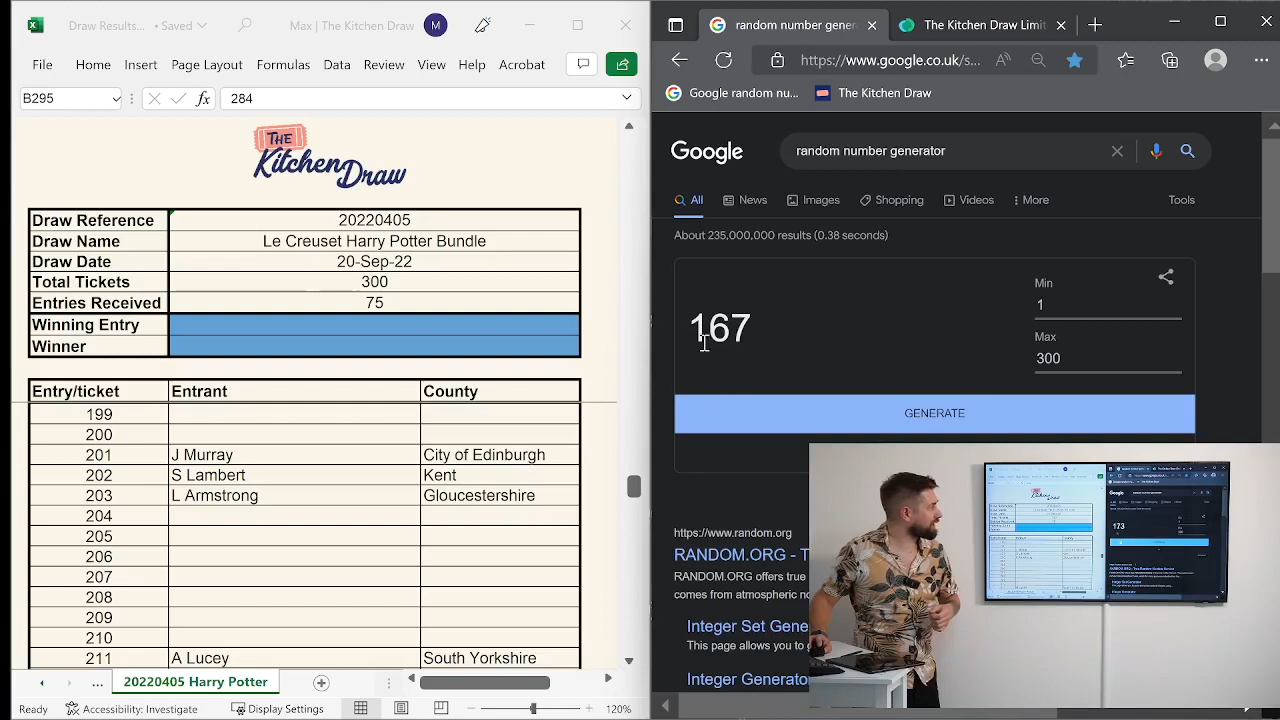 Draw Results... • Saved
Max | The Kitchen Draw
M
File Home Insert Page Layout Formulas Data Review View Help Acrobat
B295
fx 284
THE
Kitchen Draw
Draw Reference 20220405
Draw Name Le Creuset Harry Potter Bundle
Draw Date 20-Sep-22
Total Tickets 300
Entries Received 75
Winning Entry
Winner
Entry/ticket Entrant County
199
200
201 J Murray City of Edinburgh
202 S Lambert Kent
203 L Armstrong Gloucestershire
204
205
206
207
208
209
210
211 A Lucey South Yorkshire
... 20220405 Harry Potter
Ready Accessibility: Investigate Display Settings 120%
random number genera
The Kitchen Draw Limit
https://www.google.co.uk/s...
Google random nu...
The Kitchen Draw
Google
random number generator
All News Images Shopping Videos More Tools
About 235,000,000 results (0.38 seconds)
167
Min
1
Max
300
GENERATE
https://www.random.org
RANDOM.ORG - T
RANDOM.ORG offers true
comes from atmospheric no
Integer Set Gene
This page allows you to g
Integer Generato
173